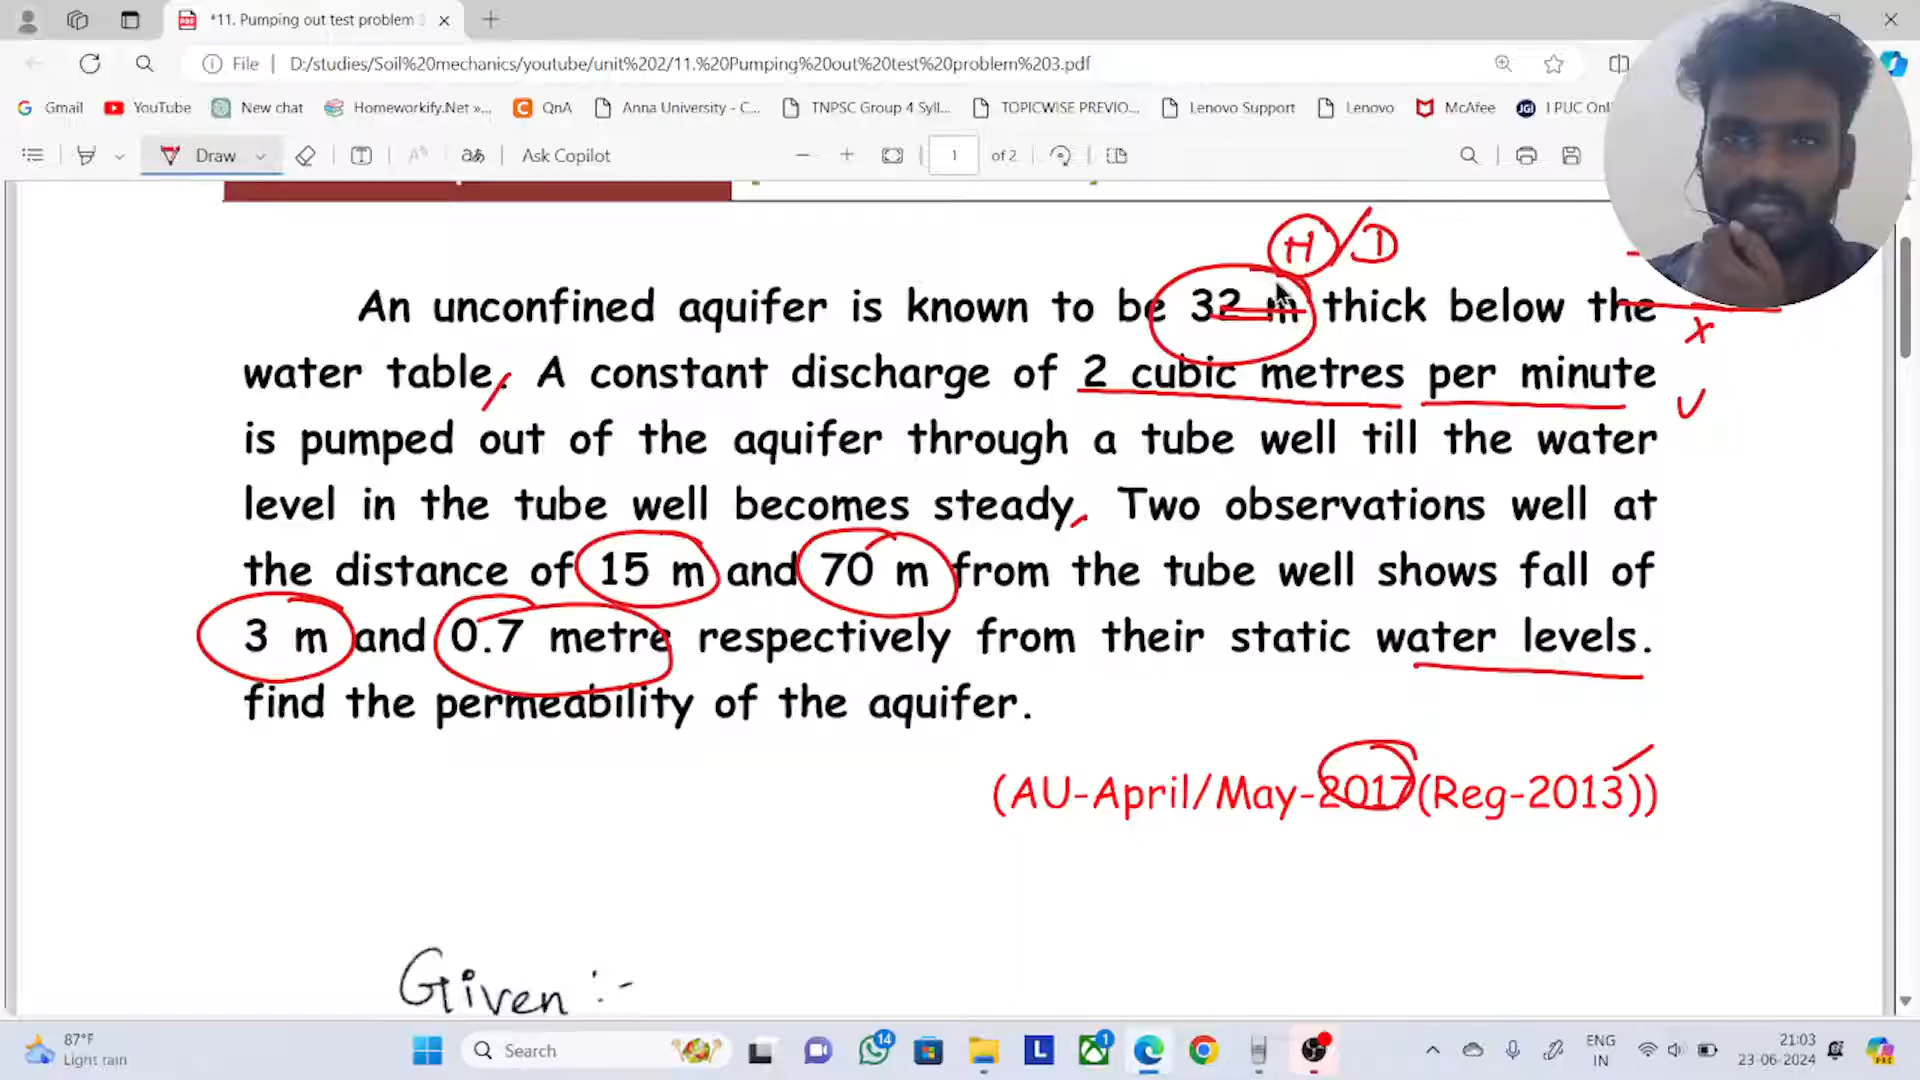 *11. Pumping out test problem 3
File
D:/studies/Soil%20mechanics/youtube/unit%202/11.%20Pumping%20out%20test%20problem%203.pdf
Gmail YouTube New chat Homeworkify.Net »... QnA Anna University - C... TNPSC Group 4 Syll... TOPICWISE PREVIO... Lenovo Support Lenovo McAfee I PUC Onl
Draw Ask Copilot 1 of 2
H/D
An unconfined aquifer is known to be 32 m thick below the
water table. A constant discharge of 2 cubic metres per minute
is pumped out of the aquifer through a tube well till the water
level in the tube well becomes steady. Two observations well at
the distance of 15 m and 70 m from the tube well shows fall of
3 m and 0.7 metre respectively from their static water levels.
find the permeability of the aquifer.
(AU-April/May-2017(Reg-2013))
Given :-
87°F
Light rain
Search
14
1
ENG
IN
21:03
23-06-2024